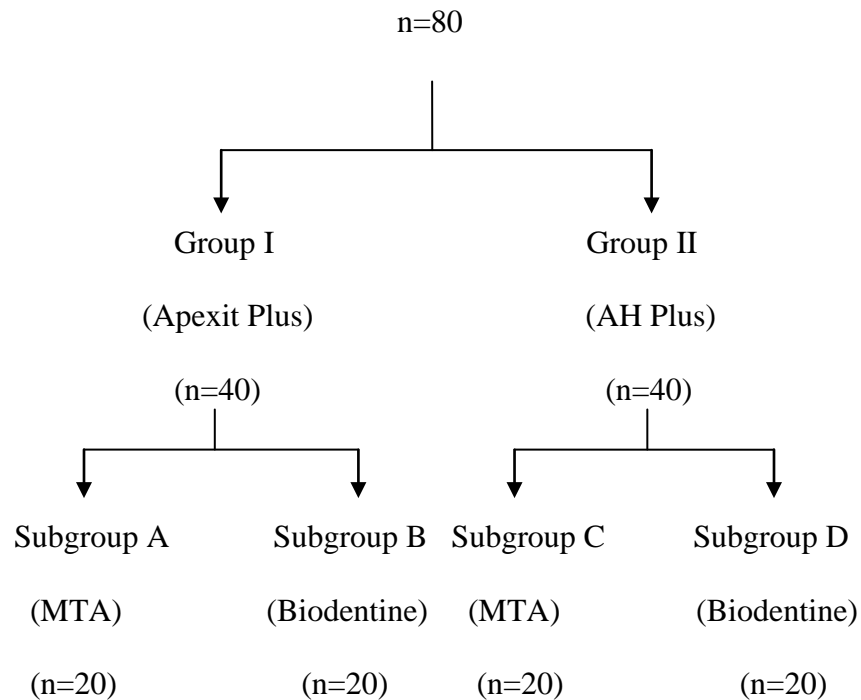 n=80
Group I Group II
(Apexit Plus) (AH Plus)
(n=40) (n=40)
Subgroup A Subgroup B Subgroup C Subgroup D
(MTA) (Biodentine) (MTA) (Biodentine)
(n=20) (n=20) (n=20) (n=20)